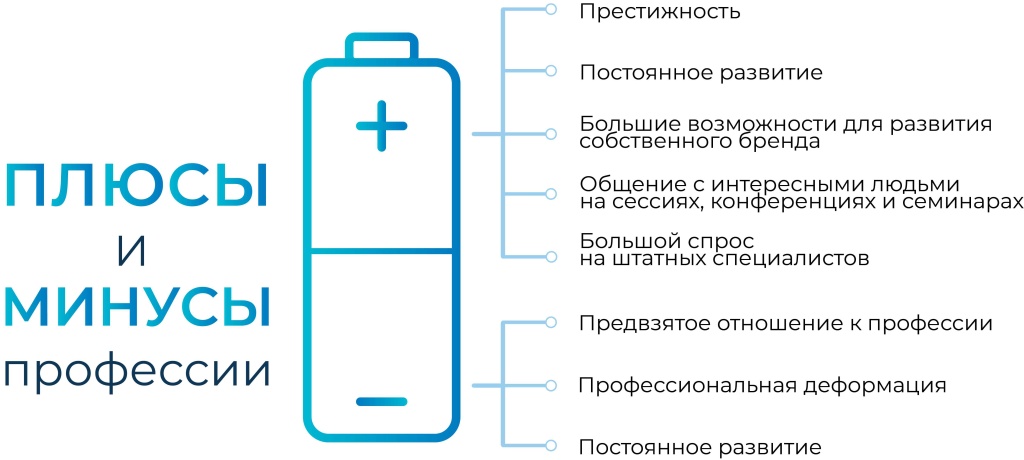 ПЛЮСЫ
и
МИНУСЫ
профессии
+
Престижность
Постоянное развитие
Большие возможности для развития
собственного бренда
Общение с интересными людьми
на сессиях, конференциях и семинарах
Большой спрос
на штатных специалистов
–
Предвзятое отношение к профессии
Профессиональная деформация
Постоянное развитие